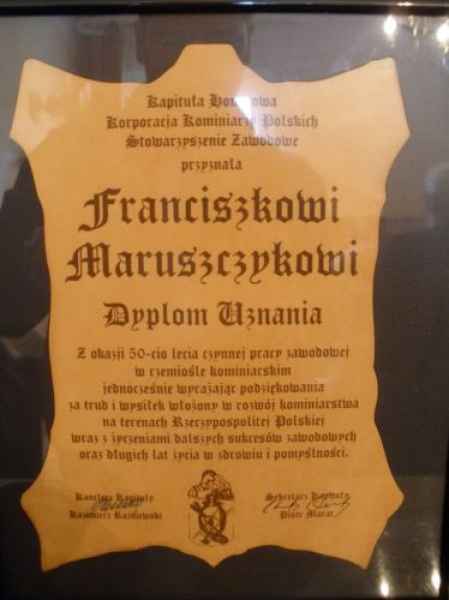 Kapituła Honorowa
Korporacja Kominiarzy Polskich
Stowarzyszenie Zawodowe
przyznała
Franciszkowi
Maruszczykowi
Dyplom Uznania
Z okazji 50-cio lecia czynnej pracy zawodowej
w rzemiośle kominiarskim
jednocześnie wyrażając podziękowania
za trud i wysiłek włożony w rozwój kominiarstwa
na terenach Rzeczypospolitej Polskiej
wraz z życzeniami dalszych sukcesów zawodowych
oraz długich lat życia w zdrowiu i pomyślności.
Kanclerz Kapituły
Sekretarz Kapituły
Kazimierz
Piotr